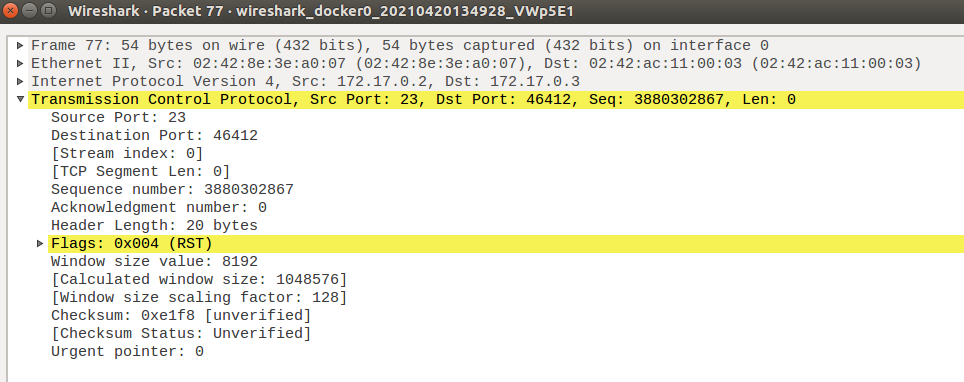 Wireshark · Packet 77 · wireshark_docker0_20210420134928_VWp5E1
Frame 77: 54 bytes on wire (432 bits), 54 bytes captured (432 bits) on interface 0
Ethernet II, Src: 02:42:8e:3e:a0:07 (02:42:8e:3e:a0:07), Dst: 02:42:ac:11:00:03 (02:42:ac:11:00:03)
Internet Protocol Version 4, Src: 172.17.0.2, Dst: 172.17.0.3
Transmission Control Protocol, Src Port: 23, Dst Port: 46412, Seq: 3880302867, Len: 0
Source Port: 23
Destination Port: 46412
[Stream index: 0]
[TCP Segment Len: 0]
Sequence number: 3880302867
Acknowledgment number: 0
Header Length: 20 bytes
Flags: 0x004 (RST)
Window size value: 8192
[Calculated window size: 1048576]
[Window size scaling factor: 128]
Checksum: 0xe1f8 [unverified]
[Checksum Status: Unverified]
Urgent pointer: 0